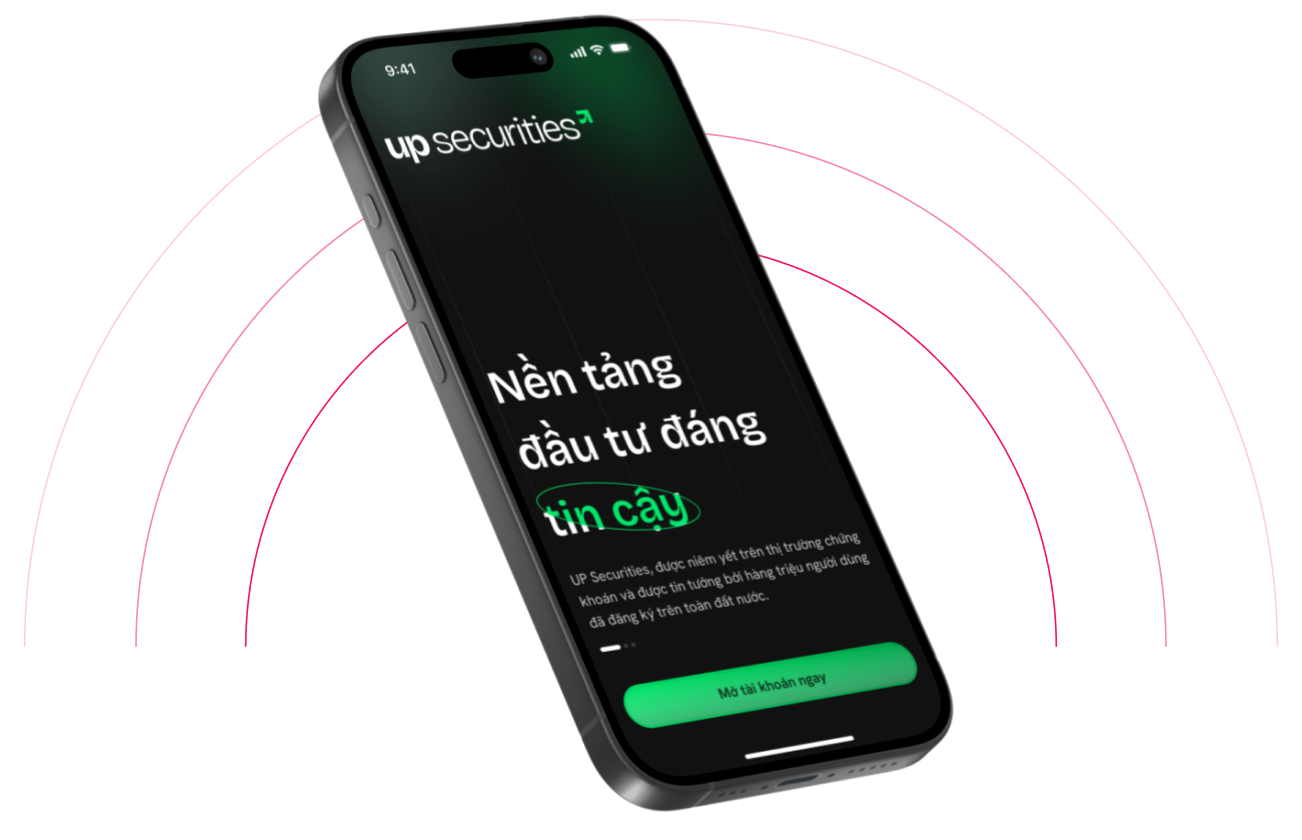 9:41
up securities
Nền tảng
đầu tư đáng
tin cậy
UP Securities, được niêm yết trên thị trường chứng
khoán và được tin tưởng bởi hàng triệu người dùng
đã đăng ký trên toàn đất nước.
Mở tài khoản ngay